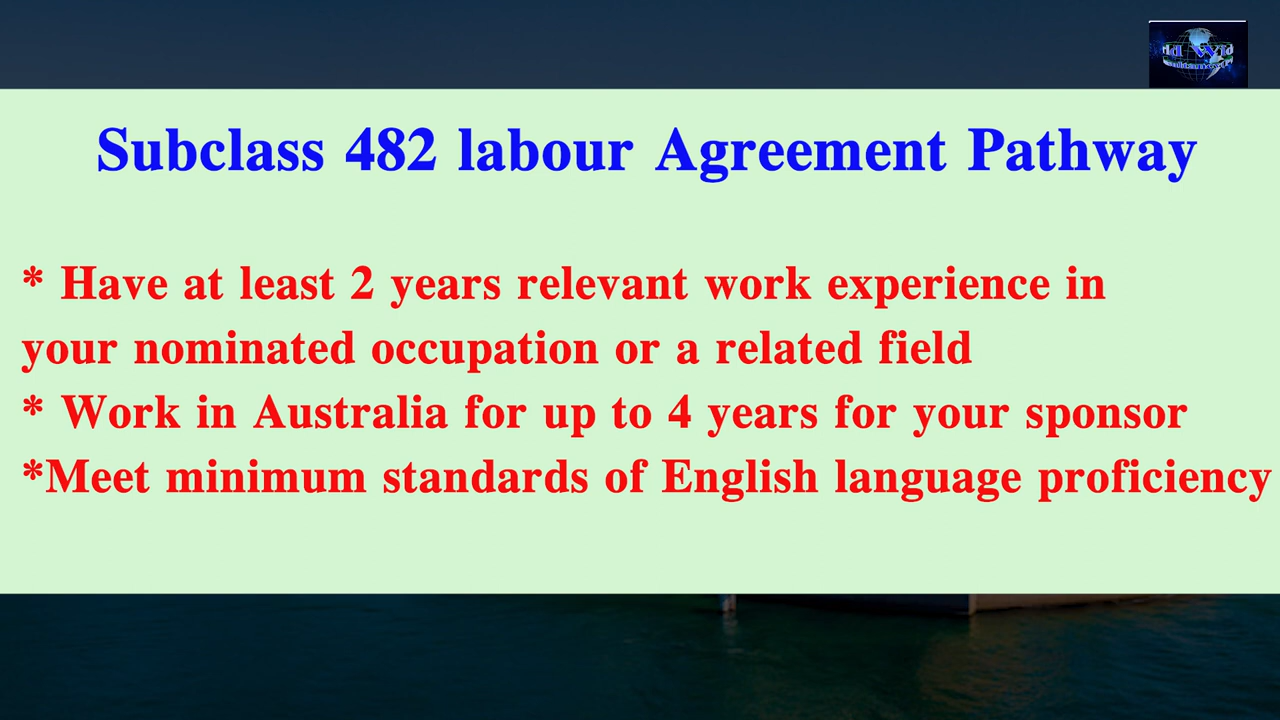 Subclass 482 labour Agreement Pathway
* Have at least 2 years relevant work experience in
your nominated occupation or a related field
* Work in Australia for up to 4 years for your sponsor
*Meet minimum standards of English language proficiency